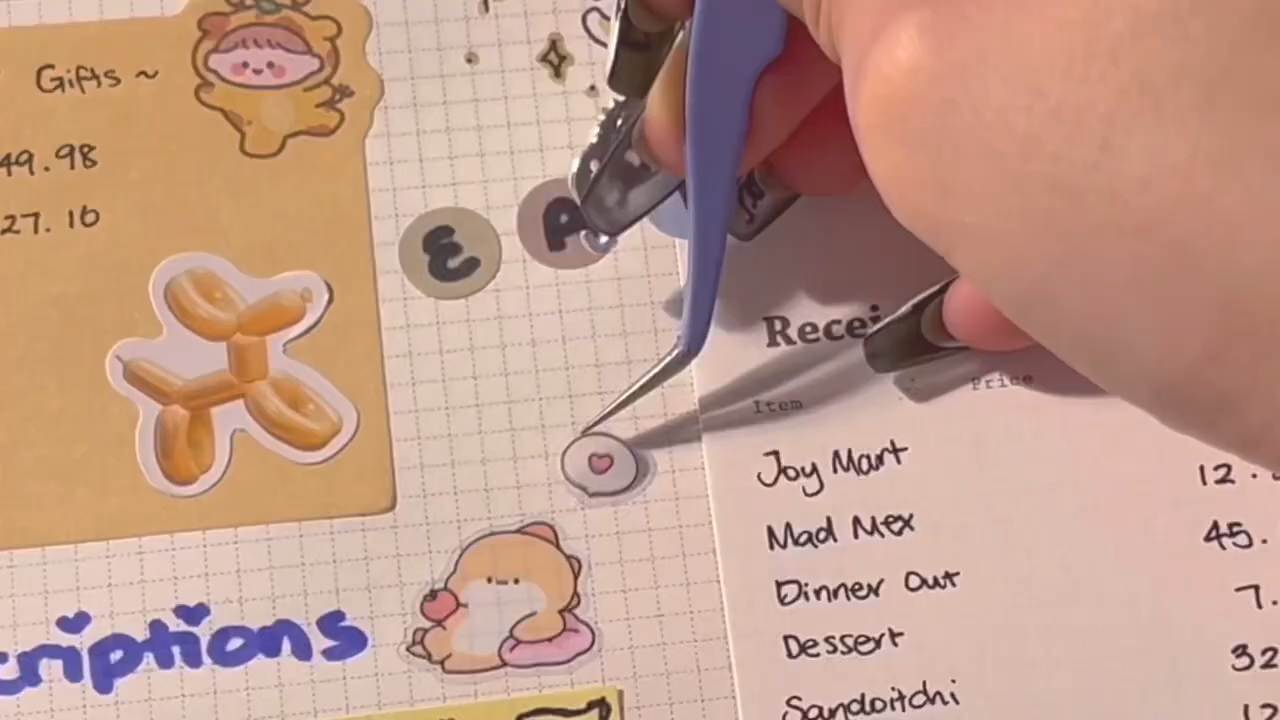 Gifts ~
49.98
27.10
E P
Recei
Item Price
Joy Mart 12.
Mad Mex 45.
Dinner Out 7.
Dessert 32
Sandoitchi 12
criptions